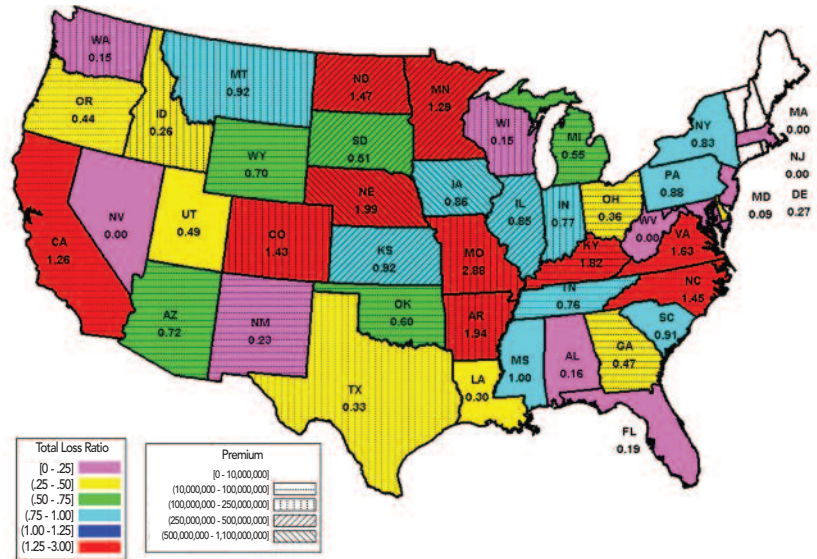 WA
0.15
MT
0.92
ND
1.47
MN
1.29
OR
0.44
ID
0.26
WI
0.15
MI
0.55
NY
0.83
MA
0.00
WY
0.70
SD
0.51
NE
1.99
IA
0.86
PA
0.88
NJ
0.00
NV
0.00
UT
0.49
CO
1.43
IL
0.85
IN
0.77
OH
0.36
WV
0.00
MD
0.09
DE
0.27
CA
1.26
KS
0.92
MO
2.88
KY
1.82
VA
1.63
AZ
0.72
NM
0.23
OK
0.60
AR
1.94
TN
0.76
NC
1.45
SC
0.91
TX
0.33
LA
0.30
MS
1.00
AL
0.16
GA
0.47
FL
0.19
Total Loss Ratio
[0 - .25]
(.25 - .50]
(.50 - .75]
(.75 - 1.00]
(1.00 - 1.25]
(1.25 -3.00]
Premium
[0 - 10,000,000]
(10,000,000 - 100,000,000]
(100,000,000 - 250,000,000]
(250,000,000 - 500,000,000]
(500,000,000 - 1,100,000,000]